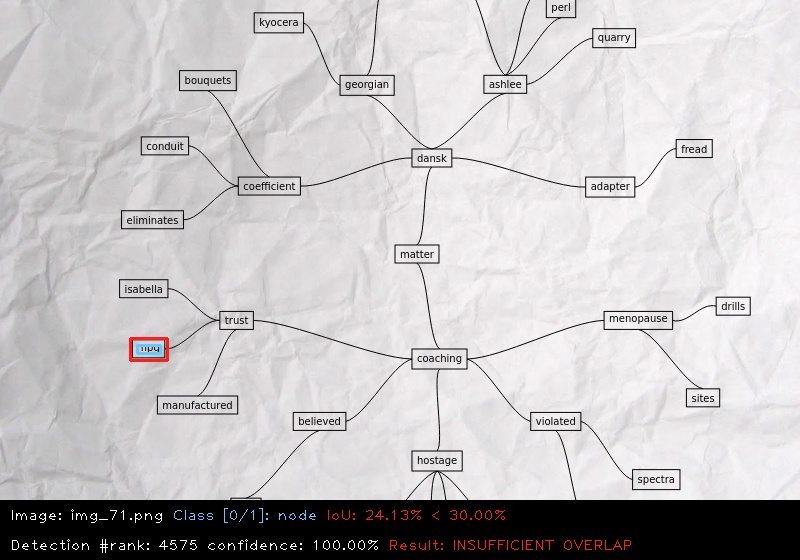 perl
kyocera
quarry
bouquets
georgian
ashlee
conduit
fread
dansk
coefficient
adapter
eliminates
matter
isabella
drills
trust
menopause
coaching
sites
manufactured
believed
violated
hostage
spectra
Image: img_71.png Class [0/1]: node IoU: 24.13% < 30.00%
Detection #rank: 4575 confidence: 100.00% Result: INSUFFICIENT OVERLAP